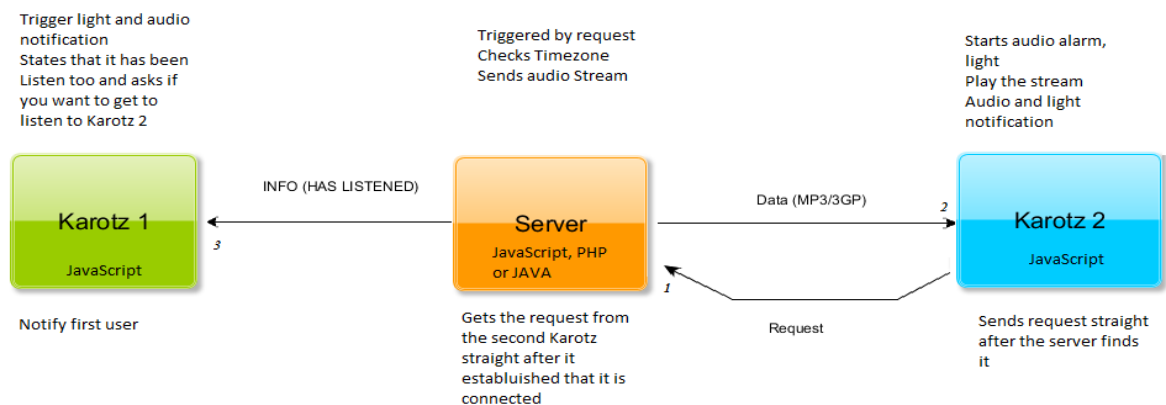 Trigger light and audio
notification
States that it has been
Listen too and asks if
you want to get to
listen to Karotz 2
Triggered by request
Checks Timezone
Sends audio Stream
Starts audio alarm,
light
Play the stream
Audio and light
notification
Karotz 1
JavaScript
INFO (HAS LISTENED)
3
Server
JavaScript, PHP
or JAVA
Data (MP3/3GP)
2
1
Request
Karotz 2
JavaScript
Notify first user
Gets the request from
the second Karotz
straight after it
establuished that it is
connected
Sends request straight
after the server finds
it